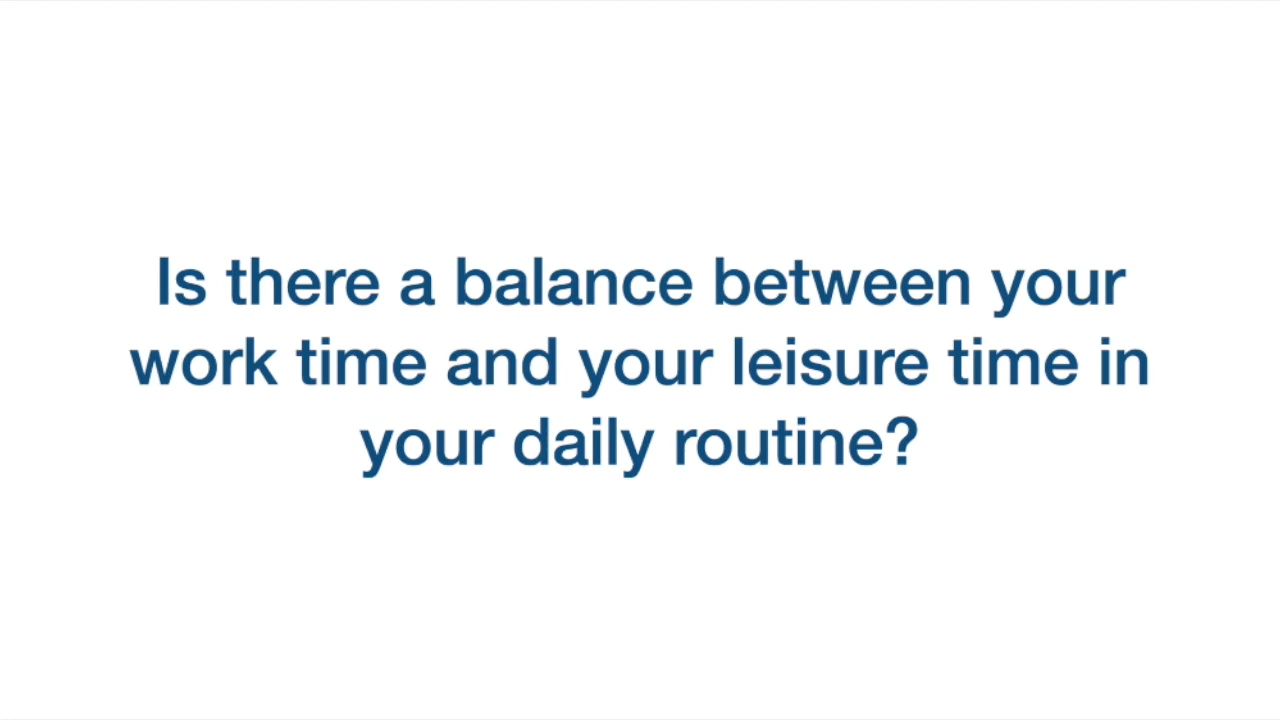 Is there a balance between your
work time and your leisure time in
your daily routine?